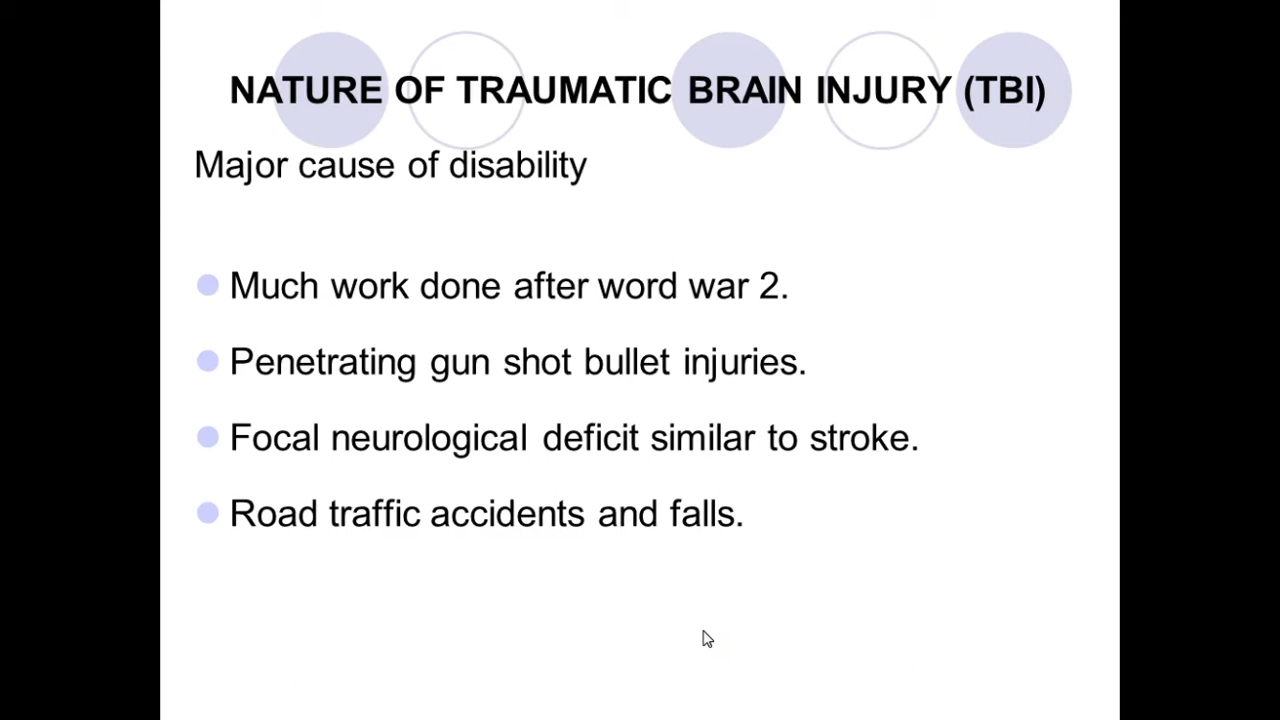 NATURE OF TRAUMATIC BRAIN INJURY (TBI)
Major cause of disability
Much work done after word war 2.
Penetrating gun shot bullet injuries.
Focal neurological deficit similar to stroke.
Road traffic accidents and falls.